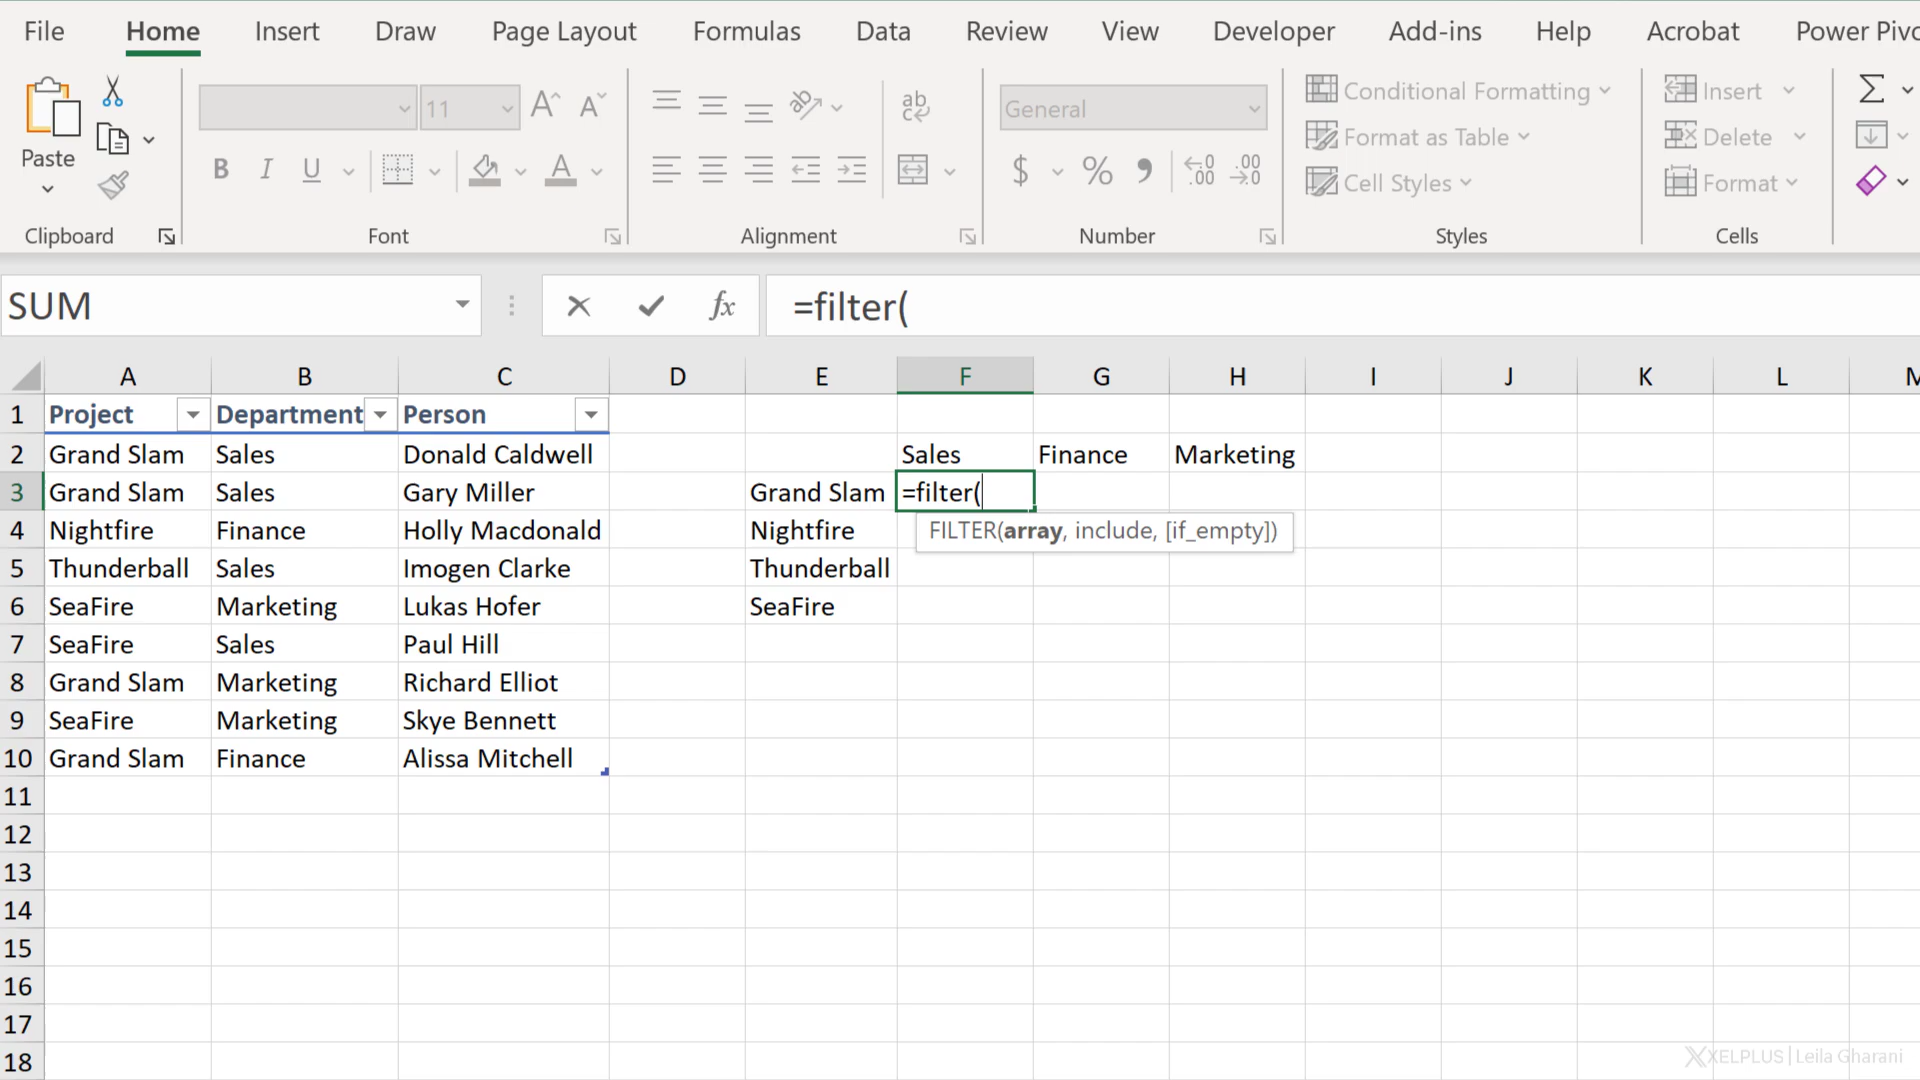 File Home Insert Draw Page Layout Formulas Data Review View Developer Add-ins Help Acrobat Power Pivo
11 ab General Conditional Formatting Insert
Paste B I U A $ % Format as Table Delete
Cell Styles Format
Clipboard Font Alignment Number Styles Cells
SUM fx =filter(
A B C D E F G H I J K L M
1 Project Department Person
2 Grand Slam Sales Donald Caldwell Sales Finance Marketing
3 Grand Slam Sales Gary Miller Grand Slam =filter(
4 Nightfire Finance Holly Macdonald Nightfire FILTER(array, include, [if_empty])
5 Thunderball Sales Imogen Clarke Thunderball
6 SeaFire Marketing Lukas Hofer SeaFire
7 SeaFire Sales Paul Hill
8 Grand Slam Marketing Richard Elliot
9 SeaFire Marketing Skye Bennett
10 Grand Slam Finance Alissa Mitchell
11
12
13
14
15
16
17
18
XELPLUS | Leila Gharani